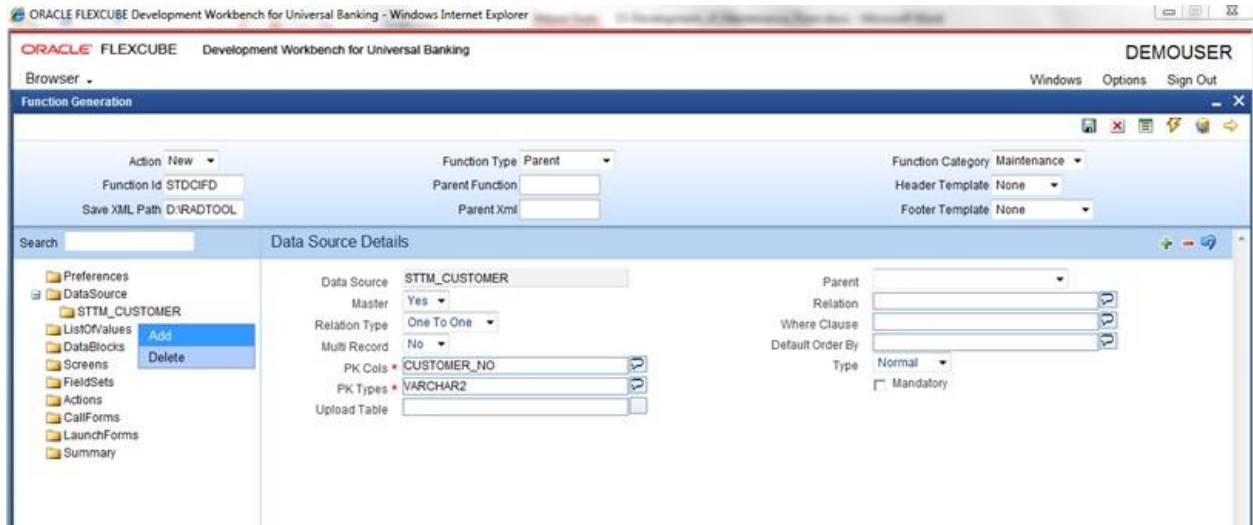 ORACLE FLEXCUBE Development Workbench for Universal Banking - Windows Internet Explorer
ORACLE FLEXCUBE Development Workbench for Universal Banking
DEMOUSER
Browser
Windows Options Sign Out
Function Generation
Action New Function Type Parent Function Category Maintenance
Function Id STDCIFD Parent Function Header Template None
Save XML Path D:\RADTOOL Parent Xml Footer Template None
Search Data Source Details
Preferences
DataSource
STTM_CUSTOMER
ListOfValues
DataBlocks
Screens
FieldSets
Actions
CallForms
LaunchForms
Summary
Add
Delete
Data Source STTM_CUSTOMER
Master Yes
Relation Type One To One
Multi Record No
PK Cols * CUSTOMER_NO
PK Types * VARCHAR2
Upload Table
Parent
Relation
Where Clause
Default Order By
Type Normal
Mandatory